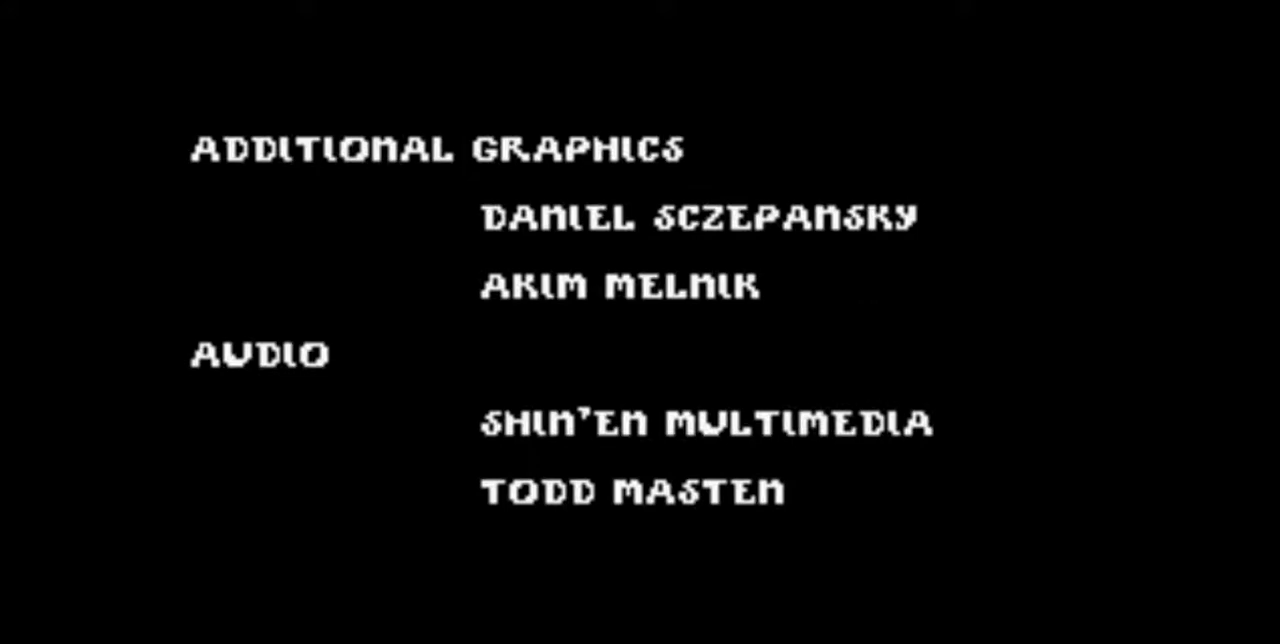 ADDITIONAL GRAPHICS
DANIEL SCZEPANSKY
AKIM MELNIK
AUDIO
SHIN'EN MULTIMEDIA
TODD MASTEN